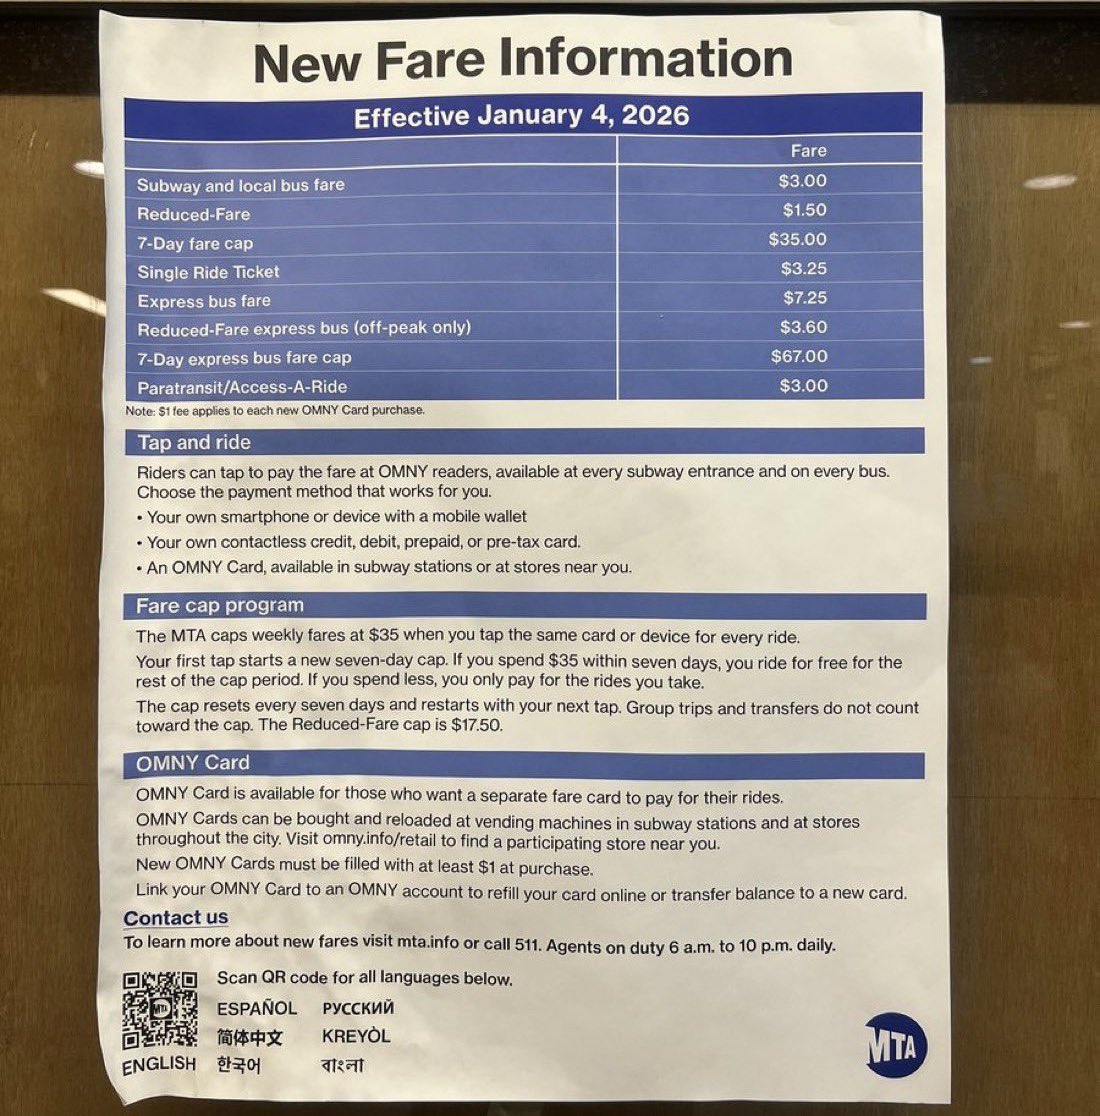 New Fare Information
Effective January 4, 2026
Fare
Subway and local bus fare $3.00
Reduced-Fare $1.50
7-Day fare cap $35.00
Single Ride Ticket $3.25
Express bus fare $7.25
Reduced-Fare express bus (off-peak only) $3.60
7-Day express bus fare cap $67.00
Paratransit/Access-A-Ride $3.00
Note: $1 fee applies to each new OMNY Card purchase.
Tap and ride
Riders can tap to pay the fare at OMNY readers, available at every subway entrance and on every bus.
Choose the payment method that works for you.
• Your own smartphone or device with a mobile wallet
• Your own contactless credit, debit, prepaid, or pre-tax card.
• An OMNY Card, available in subway stations or at stores near you.
Fare cap program
The MTA caps weekly fares at $35 when you tap the same card or device for every ride.
Your first tap starts a new seven-day cap. If you spend $35 within seven days, you ride for free for the
rest of the cap period. If you spend less, you only pay for the rides you take.
The cap resets every seven days and restarts with your next tap. Group trips and transfers do not count
toward the cap. The Reduced-Fare cap is $17.50.
OMNY Card
OMNY Card is available for those who want a separate fare card to pay for their rides.
OMNY Cards can be bought and reloaded at vending machines in subway stations and at stores
throughout the city. Visit omny.info/retail to find a participating store near you.
New OMNY Cards must be filled with at least $1 at purchase.
Link your OMNY Card to an OMNY account to refill your card online or transfer balance to a new card.
Contact us
To learn more about new fares visit mta.info or call 511. Agents on duty 6 a.m. to 10 p.m. daily.
Scan QR code for all languages below.
MTA
ESPAÑOL РУССКИЙ
简体中文 KREYÒL
ENGLISH 한국어 বাংলা
MTA